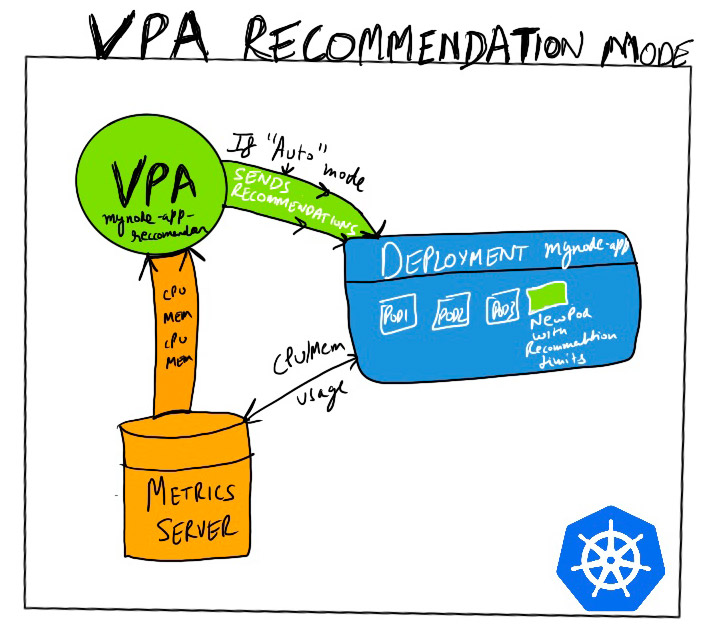 VPA RECOMMENDATION MODE
If "Auto" mode
SENDS
RECOMMENDATIONS
VPA
mynode-app-
reccomender
DEPLOYMENT mynode-app
POD1
POD2
POD3
NewPod
with
Recommendation
limits
CPU
MEM
CPU
MEM
CPU/Mem
usage
METRICS
SERVER